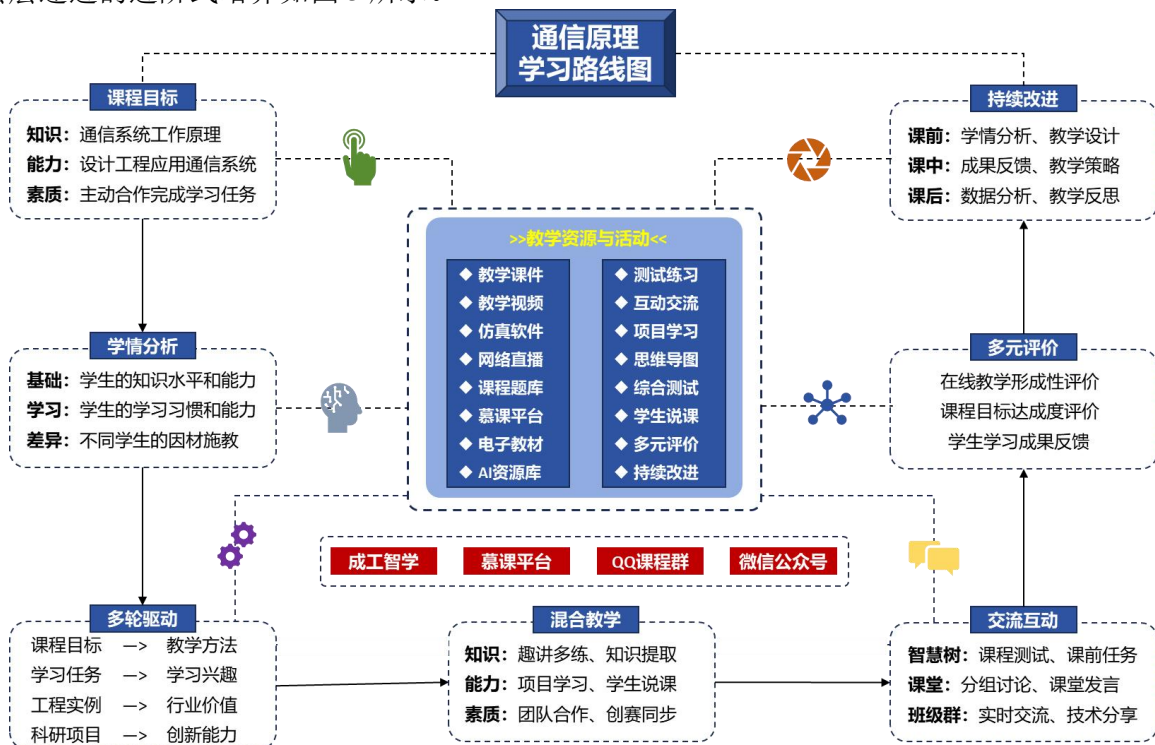 通信原理
学习路线图
课程目标
知识：通信系统工作原理
能力：设计工程应用通信系统
素质：主动合作完成学习任务
持续改进
课前：学情分析、教学设计
课中：成果反馈、教学策略
课后：数据分析、教学反思
>>教学资源与活动<<
◆ 教学课件
◆ 教学视频
◆ 仿真软件
◆ 网络直播
◆ 课程题库
◆ 慕课平台
◆ 电子教材
◆ AI资源库
◆ 测试练习
◆ 互动交流
◆ 项目学习
◆ 思维导图
◆ 综合测试
◆ 学生说课
◆ 多元评价
◆ 持续改进
学情分析
基础：学生的知识水平和能力
学习：学生的学习习惯和能力
差异：不同学生的因材施教
多元评价
在线教学形成性评价
课程目标达成度评价
学生学习成果反馈
成工智学
慕课平台
QQ课程群
微信公众号
多轮驱动
课程目标 —> 教学方法
学习任务 —> 学习兴趣
工程实例 —> 行业价值
科研项目 —> 创新能力
混合教学
知识：趣讲多练、知识提取
能力：项目学习、学生说课
素质：团队合作、创赛同步
交流互动
智慧树：课程测试、课前任务
课堂：分组讨论、课堂发言
班级群：实时交流、技术分享